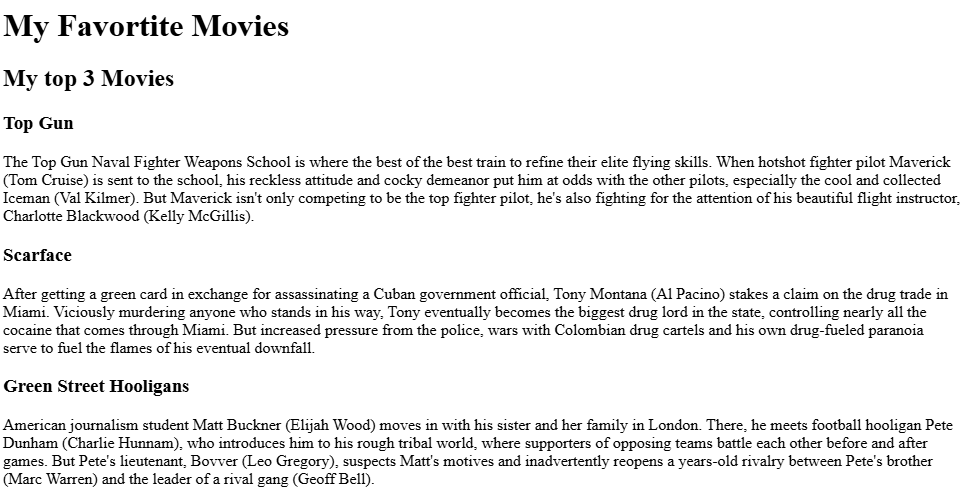 My Favortite Movies
My top 3 Movies
Top Gun
The Top Gun Naval Fighter Weapons School is where the best of the best train to refine their elite flying skills. When hotshot fighter pilot Maverick
(Tom Cruise) is sent to the school, his reckless attitude and cocky demeanor put him at odds with the other pilots, especially the cool and collected
Iceman (Val Kilmer). But Maverick isn't only competing to be the top fighter pilot, he's also fighting for the attention of his beautiful flight instructor,
Charlotte Blackwood (Kelly McGillis).
Scarface
After getting a green card in exchange for assassinating a Cuban government official, Tony Montana (Al Pacino) stakes a claim on the drug trade in
Miami. Viciously murdering anyone who stands in his way, Tony eventually becomes the biggest drug lord in the state, controlling nearly all the
cocaine that comes through Miami. But increased pressure from the police, wars with Colombian drug cartels and his own drug-fueled paranoia
serve to fuel the flames of his eventual downfall.
Green Street Hooligans
American journalism student Matt Buckner (Elijah Wood) moves in with his sister and her family in London. There, he meets football hooligan Pete
Dunham (Charlie Hunnam), who introduces him to his rough tribal world, where supporters of opposing teams battle each other before and after
games. But Pete's lieutenant, Bovver (Leo Gregory), suspects Matt's motives and inadvertently reopens a years-old rivalry between Pete's brother
(Marc Warren) and the leader of a rival gang (Geoff Bell).